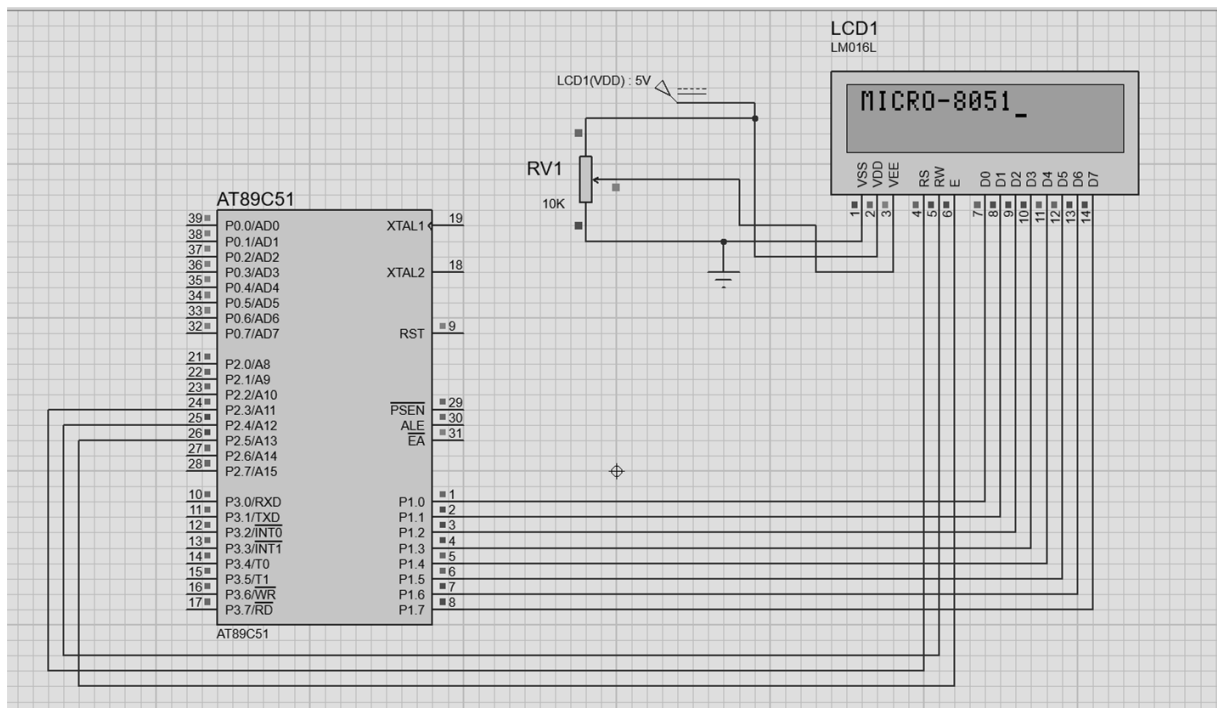 LCD1
LM016L
LCD1(VDD) : 5V
MICRO-8051_
VSS
VDD
VEE
RS
RW
E
D0
D1
D2
D3
D4
D5
D6
D7
1
2
3
4
5
6
7
8
9
10
11
12
13
14
RV1
10K
AT89C51
39 P0.0/AD0 XTAL1 19
38 P0.1/AD1
37 P0.2/AD2
36 P0.3/AD3 XTAL2 18
35 P0.4/AD4
34 P0.5/AD5
33 P0.6/AD6
32 P0.7/AD7 RST 9
21 P2.0/A8
22 P2.1/A9
23 P2.2/A10
24 P2.3/A11 PSEN 29
25 P2.4/A12 ALE 30
26 P2.5/A13 EA 31
27 P2.6/A14
28 P2.7/A15
10 P3.0/RXD P1.0 1
11 P3.1/TXD P1.1 2
12 P3.2/INT0 P1.2 3
13 P3.3/INT1 P1.3 4
14 P3.4/T0 P1.4 5
15 P3.5/T1 P1.5 6
16 P3.6/WR P1.6 7
17 P3.7/RD P1.7 8
AT89C51